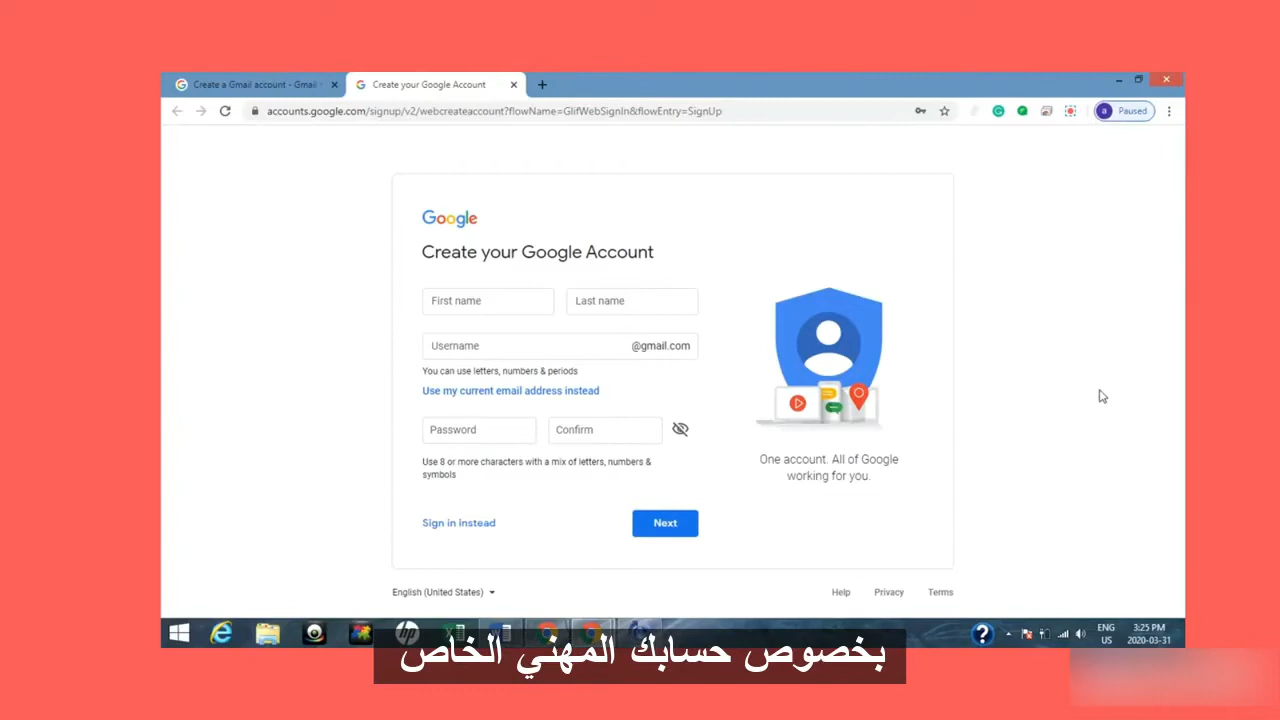 Create a Gmail account - Gmail
Create your Google Account
accounts.google.com/signup/v2/webcreateaccount?flowName=GlifWebSignIn&flowEntry=SignUp
a Paused
Google
Create your Google Account
First name
Last name
Username
@gmail.com
You can use letters, numbers & periods
Use my current email address instead
Password
Confirm
Use 8 or more characters with a mix of letters, numbers &
symbols
Sign in instead
Next
One account. All of Google
working for you.
English (United States)
Help
Privacy
Terms
hp
ENG
US
3:25 PM
2020-03-31
بخصوص حسابك المهني الخاص